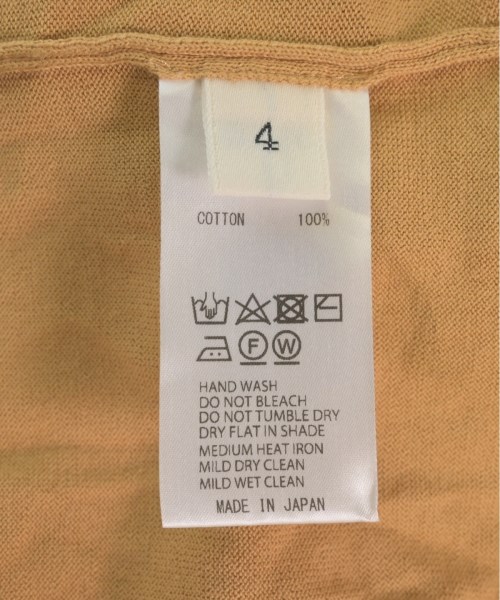 4
COTTON 100%
F W
HAND WASH
DO NOT BLEACH
DO NOT TUMBLE DRY
DRY FLAT IN SHADE
MEDIUM HEAT IRON
MILD DRY CLEAN
MILD WET CLEAN
MADE IN JAPAN